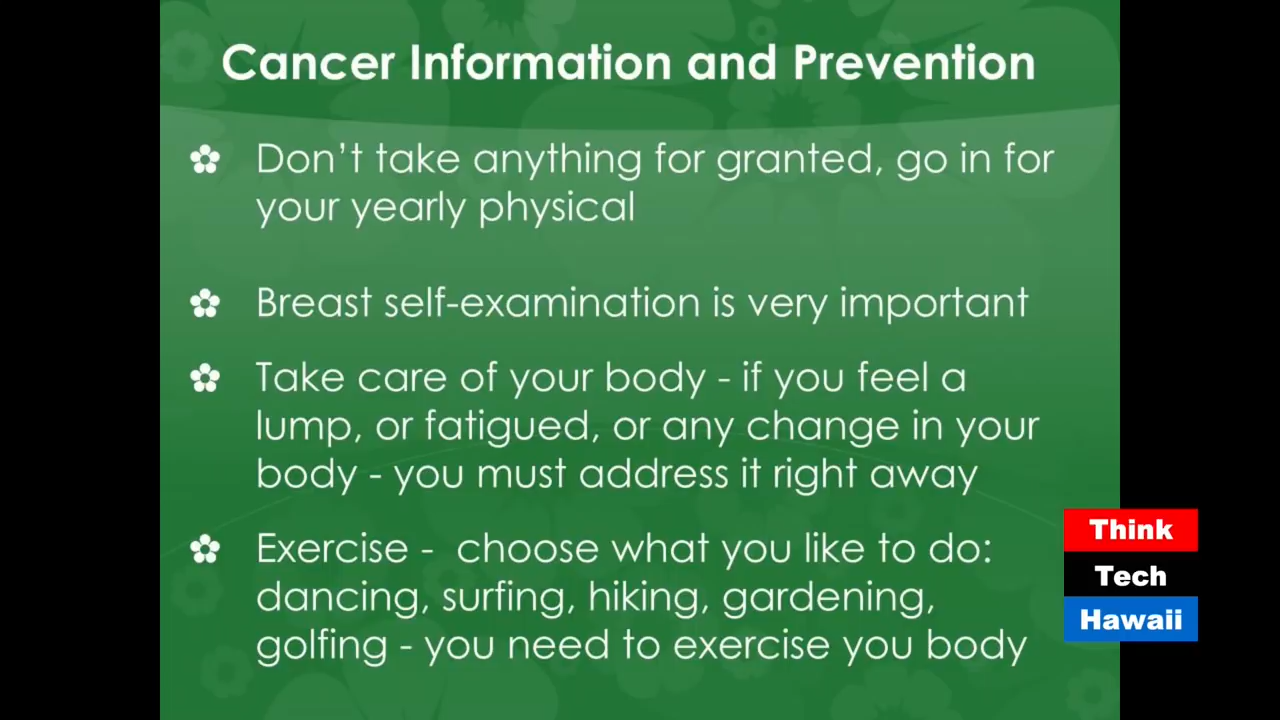 Cancer Information and Prevention
Don't take anything for granted, go in for
your yearly physical
Breast self-examination is very important
Take care of your body - if you feel a
lump, or fatigued, or any change in your
body - you must address it right away
Exercise -  choose what you like to do:
dancing, surfing, hiking, gardening,
golfing - you need to exercise you body
Think
Tech
Hawaii